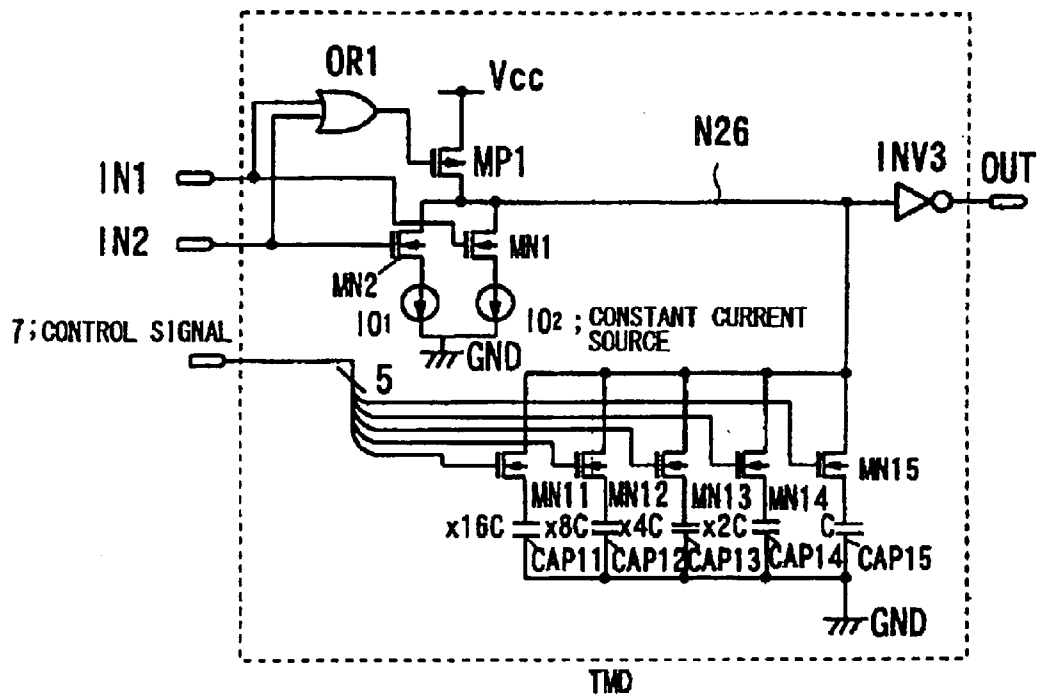 OR1
Vcc
MP1
N26
INV3
OUT
IN1
IN2
MN2
MN1
IO1
IO2 ; CONSTANT CURRENT
SOURCE
GND
7;CONTROL SIGNAL
5
MN11
MN12
MN13
MN14
MN15
x16C
x8C
x4C
x2C
C
CAP11
CAP12
CAP13
CAP14
CAP15
GND
TMD